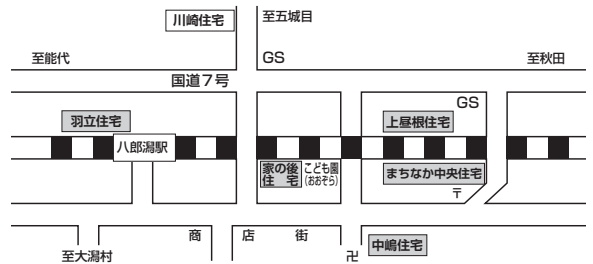 川崎住宅
至五城目
至能代
GS
至秋田
国道7号
GS
羽立住宅
上昼根住宅
八郎潟駅
家の後
住宅
こども園
(おおぞら)
まちなか中央住宅
〒
商店街
卍
中嶋住宅
至大潟村